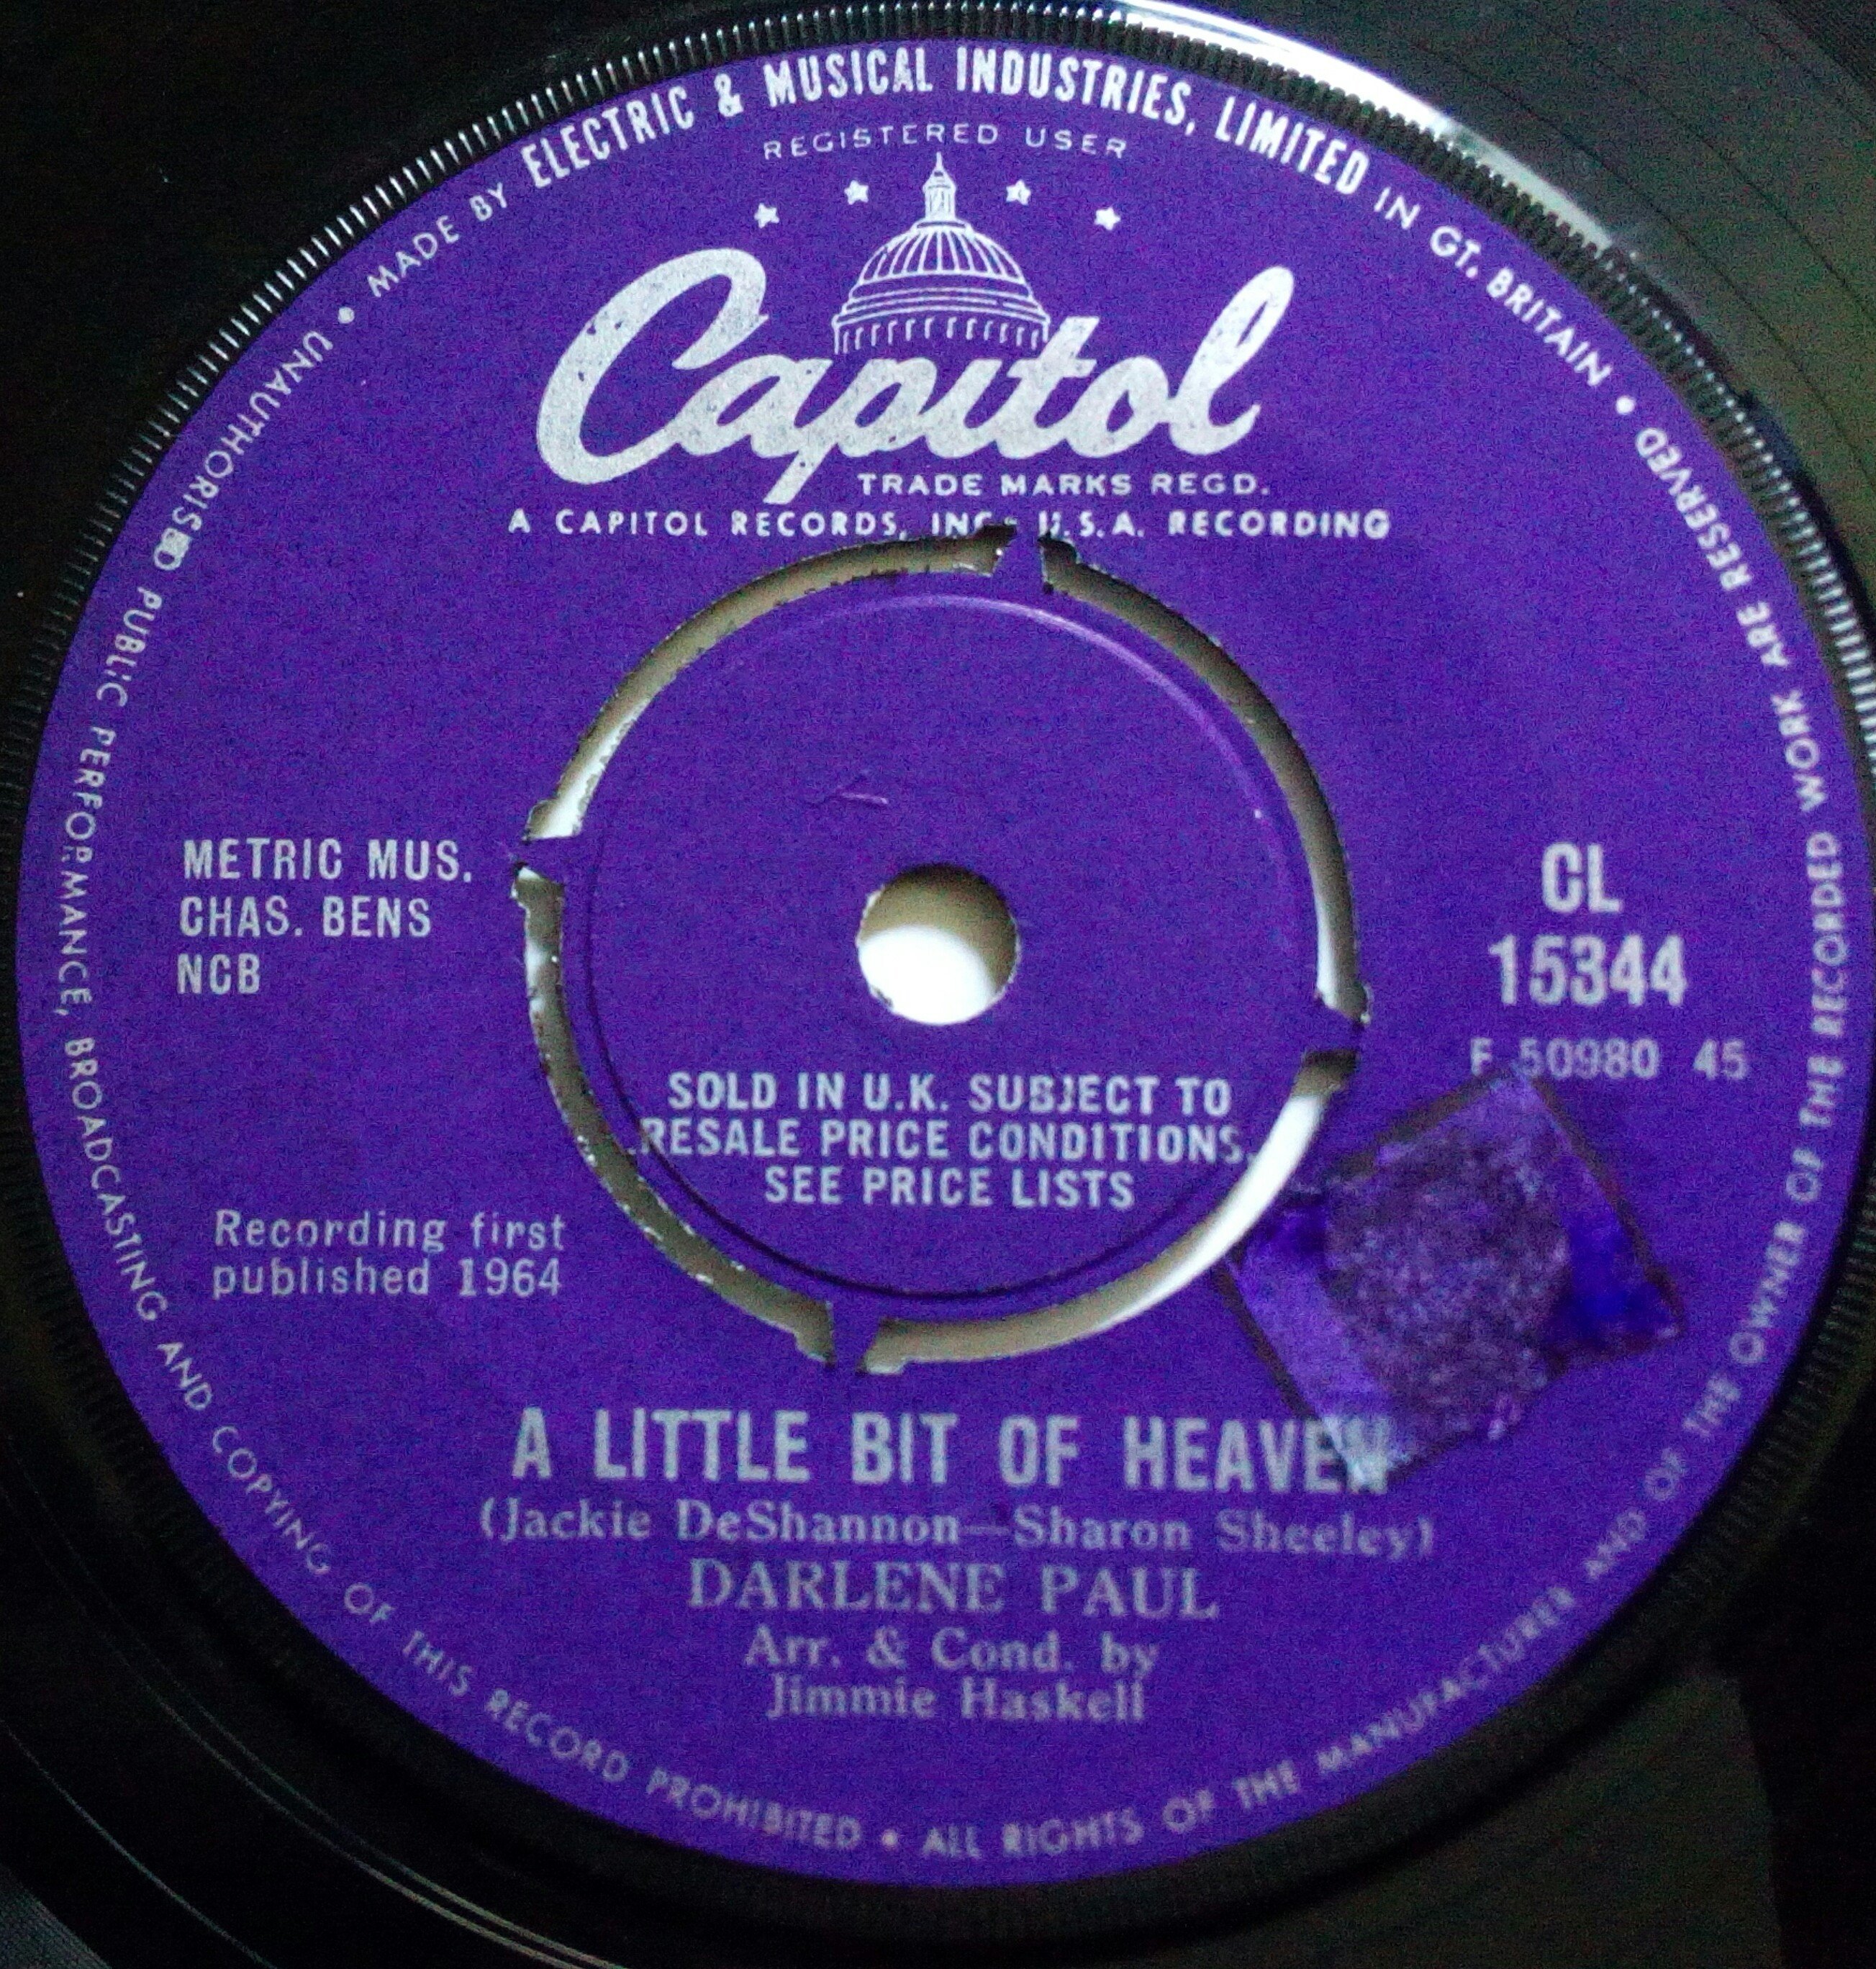 MADE BY ELECTRIC & MUSICAL INDUSTRIES, LIMITED IN GT. BRITAIN •
REGISTERED USER
Capitol
TRADE MARKS REGD.
A CAPITOL RECORDS, INC. U.S.A. RECORDING
METRIC MUS.
CHAS. BENS
NCB
CL
15344
F 50980 45
SOLD IN U.K. SUBJECT TO
RESALE PRICE CONDITIONS.
SEE PRICE LISTS
Recording first
published 1964
A LITTLE BIT OF HEAVEN
(Jackie DeShannon—Sharon Sheeley)
DARLENE PAUL
Arr. & Cond. by
Jimmie Haskell
ALL RIGHTS OF THE MANUFACTURER AND OF THE OWNER OF THE RECORDED WORK ARE RESERVED •
UNAUTHORISED PUBLIC PERFORMANCE, BROADCASTING AND COPYING OF THIS RECORD PROHIBITED •